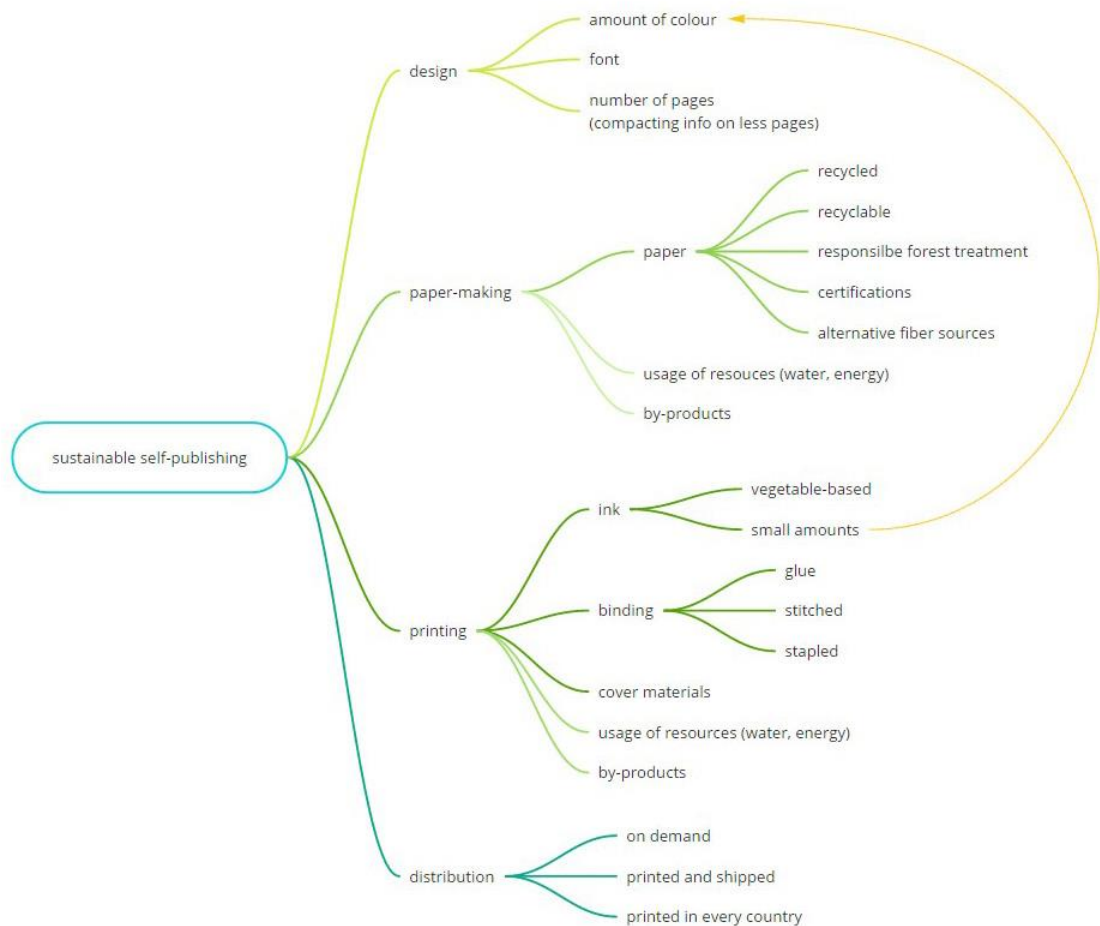 sustainable self-publishing
design
amount of colour
font
number of pages
(compacting info on less pages)
paper-making
paper
recycled
recyclable
responsilbe forest treatment
certifications
alternative fiber sources
usage of resouces (water, energy)
by-products
printing
ink
vegetable-based
small amounts
binding
glue
stitched
stapled
cover materials
usage of resources (water, energy)
by-products
distribution
on demand
printed and shipped
printed in every country